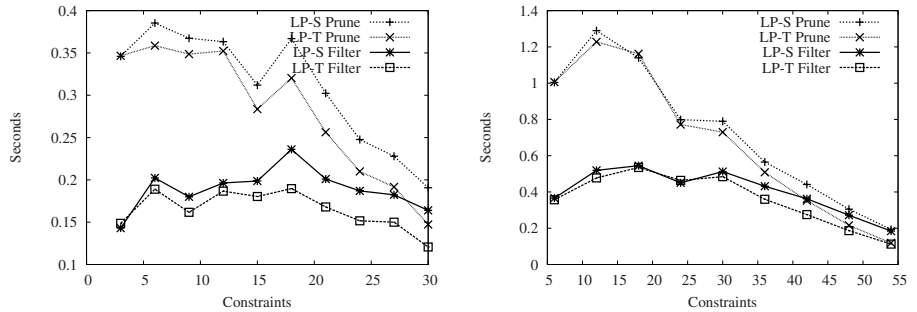 0.4
0.35
0.3
0.25
0.2
0.15
0.1
Seconds
0 5 10 15 20 25 30
Constraints
LP-S Prune
LP-T Prune
LP-S Filter
LP-T Filter
1.4
1.2
1
0.8
0.6
0.4
0.2
0
Seconds
5 10 15 20 25 30 35 40 45 50 55
Constraints
LP-S Prune
LP-T Prune
LP-S Filter
LP-T Filter